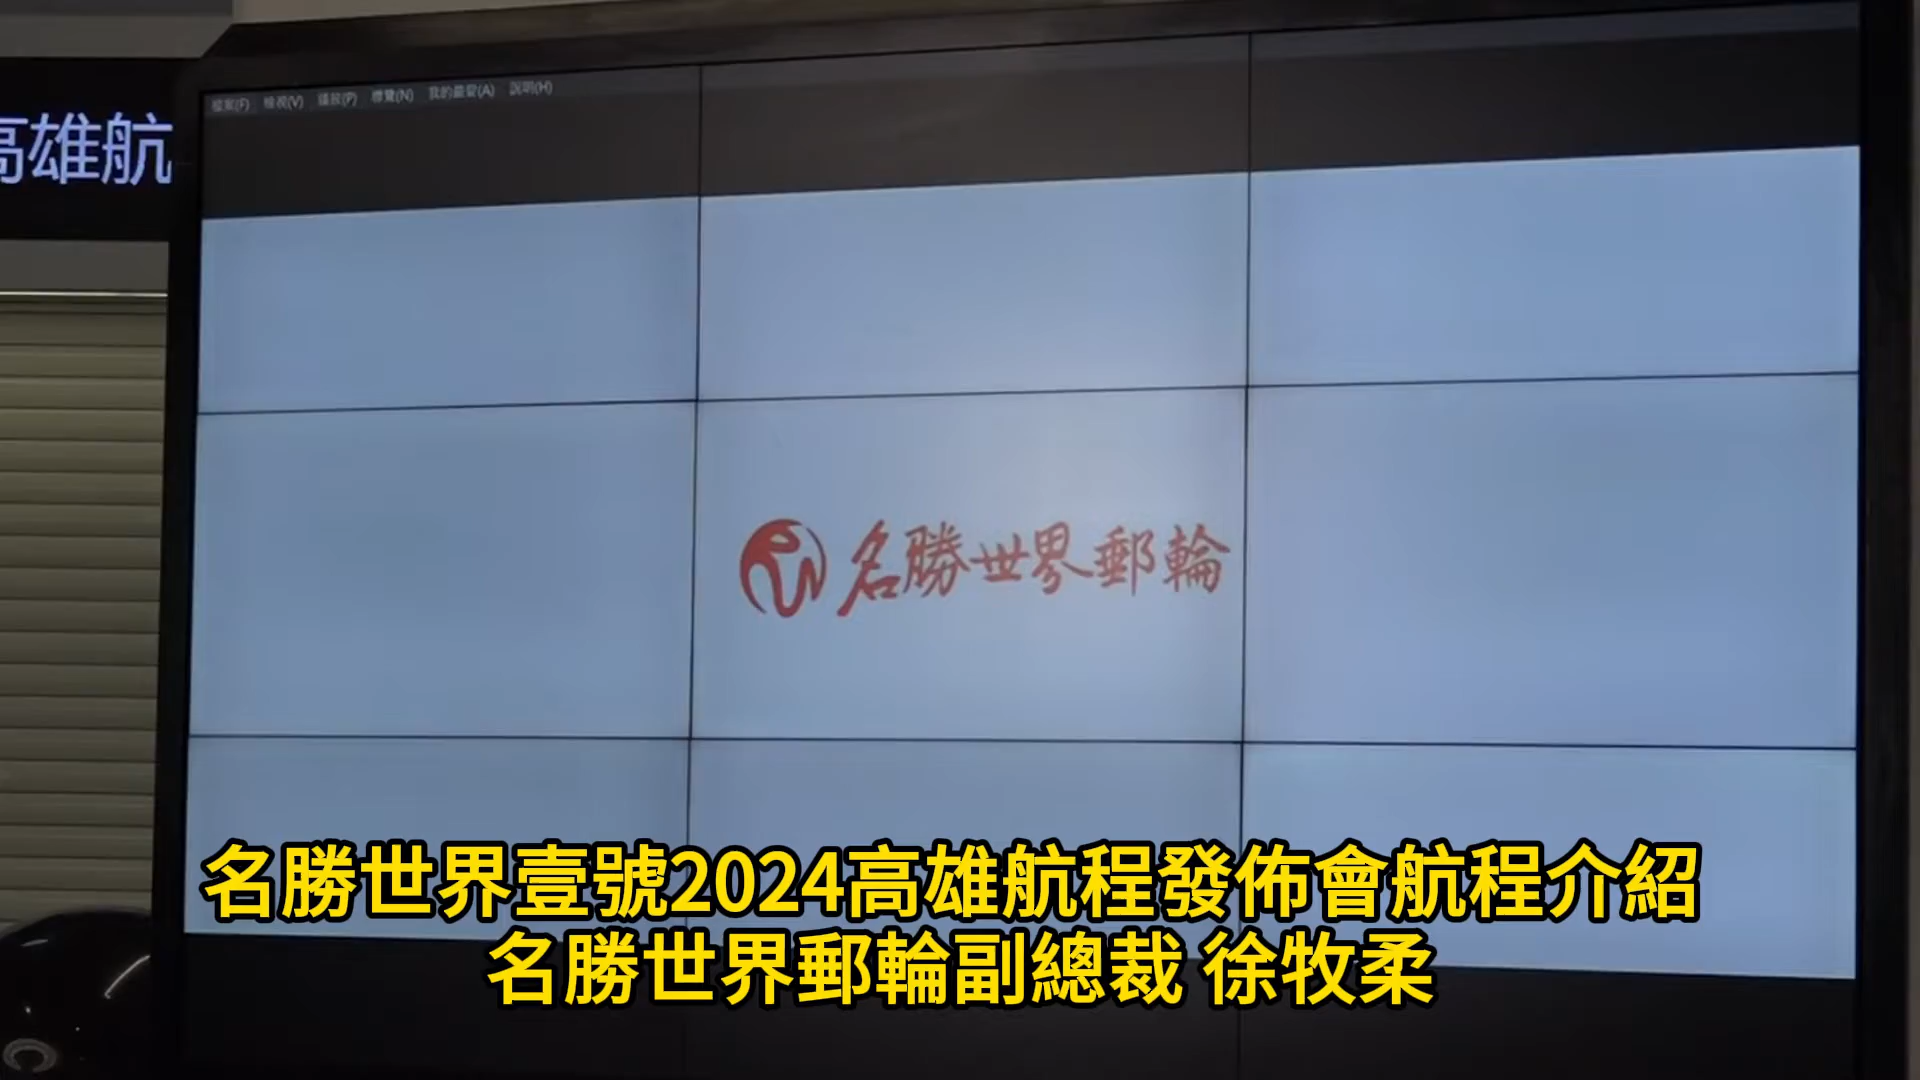 檔案(F) 檢視(V) 播放(P) 導覽(N) 我的最愛(A) 說明(H)
高雄航
名勝世界郵輪
名勝世界壹號2024高雄航程發佈會航程介紹
名勝世界郵輪副總裁 徐牧柔